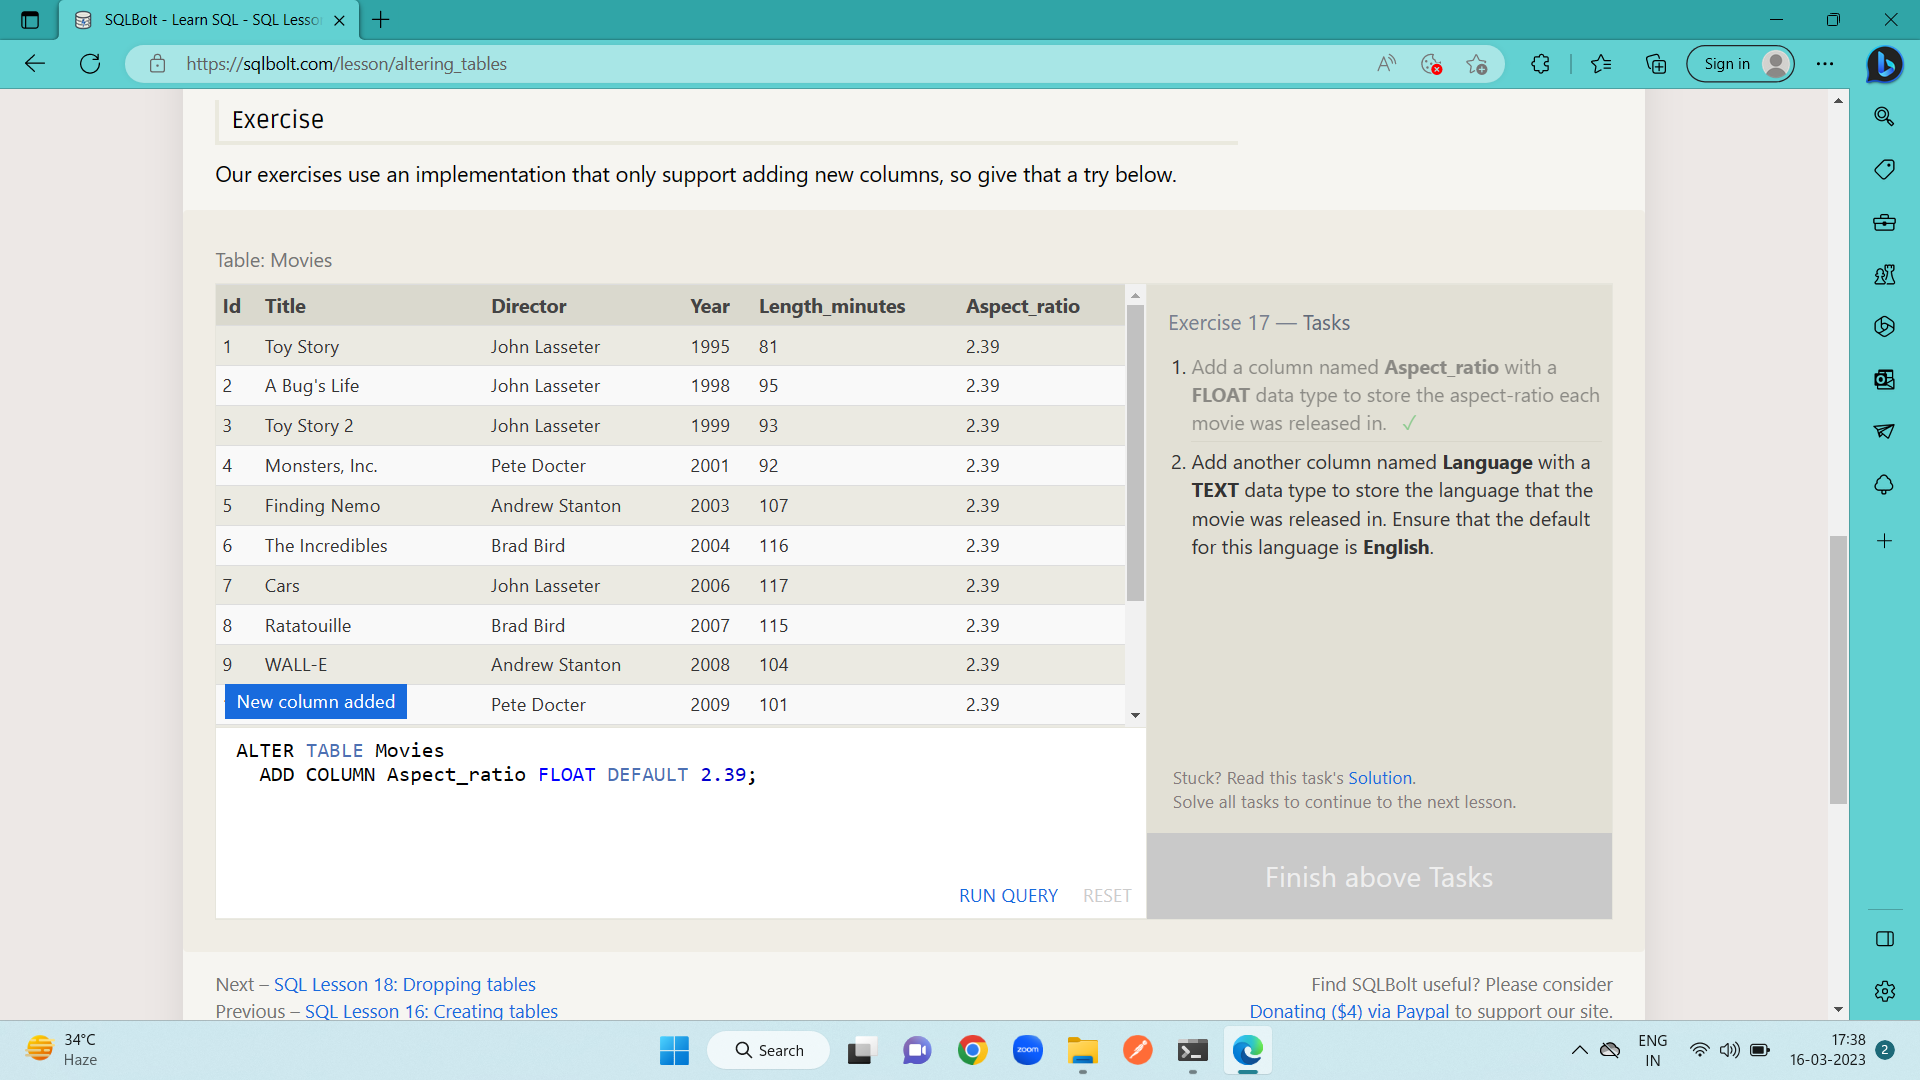 SQLBolt - Learn SQL - SQL Lesso
https://sqlbolt.com/lesson/altering_tables
Sign in
Exercise
Our exercises use an implementation that only support adding new columns, so give that a try below.
Table: Movies
Id Title Director Year Length_minutes Aspect_ratio
1 Toy Story John Lasseter 1995 81 2.39
2 A Bug's Life John Lasseter 1998 95 2.39
3 Toy Story 2 John Lasseter 1999 93 2.39
4 Monsters, Inc. Pete Docter 2001 92 2.39
5 Finding Nemo Andrew Stanton 2003 107 2.39
6 The Incredibles Brad Bird 2004 116 2.39
7 Cars John Lasseter 2006 117 2.39
8 Ratatouille Brad Bird 2007 115 2.39
9 WALL-E Andrew Stanton 2008 104 2.39
Pete Docter 2009 101 2.39
New column added
ALTER TABLE Movies
ADD COLUMN Aspect_ratio FLOAT DEFAULT 2.39;
RUN QUERY RESET
Exercise 17 — Tasks
1. Add a column named Aspect_ratio with a
FLOAT data type to store the aspect-ratio each
movie was released in. ✓
2. Add another column named Language with a
TEXT data type to store the language that the
movie was released in. Ensure that the default
for this language is English.
Stuck? Read this task's Solution.
Solve all tasks to continue to the next lesson.
Finish above Tasks
Next – SQL Lesson 18: Dropping tables
Previous – SQL Lesson 16: Creating tables
Find SQLBolt useful? Please consider
Donating ($4) via Paypal to support our site.
34°C
Haze
Search
zoom
ENG
IN
17:38
16-03-2023
2